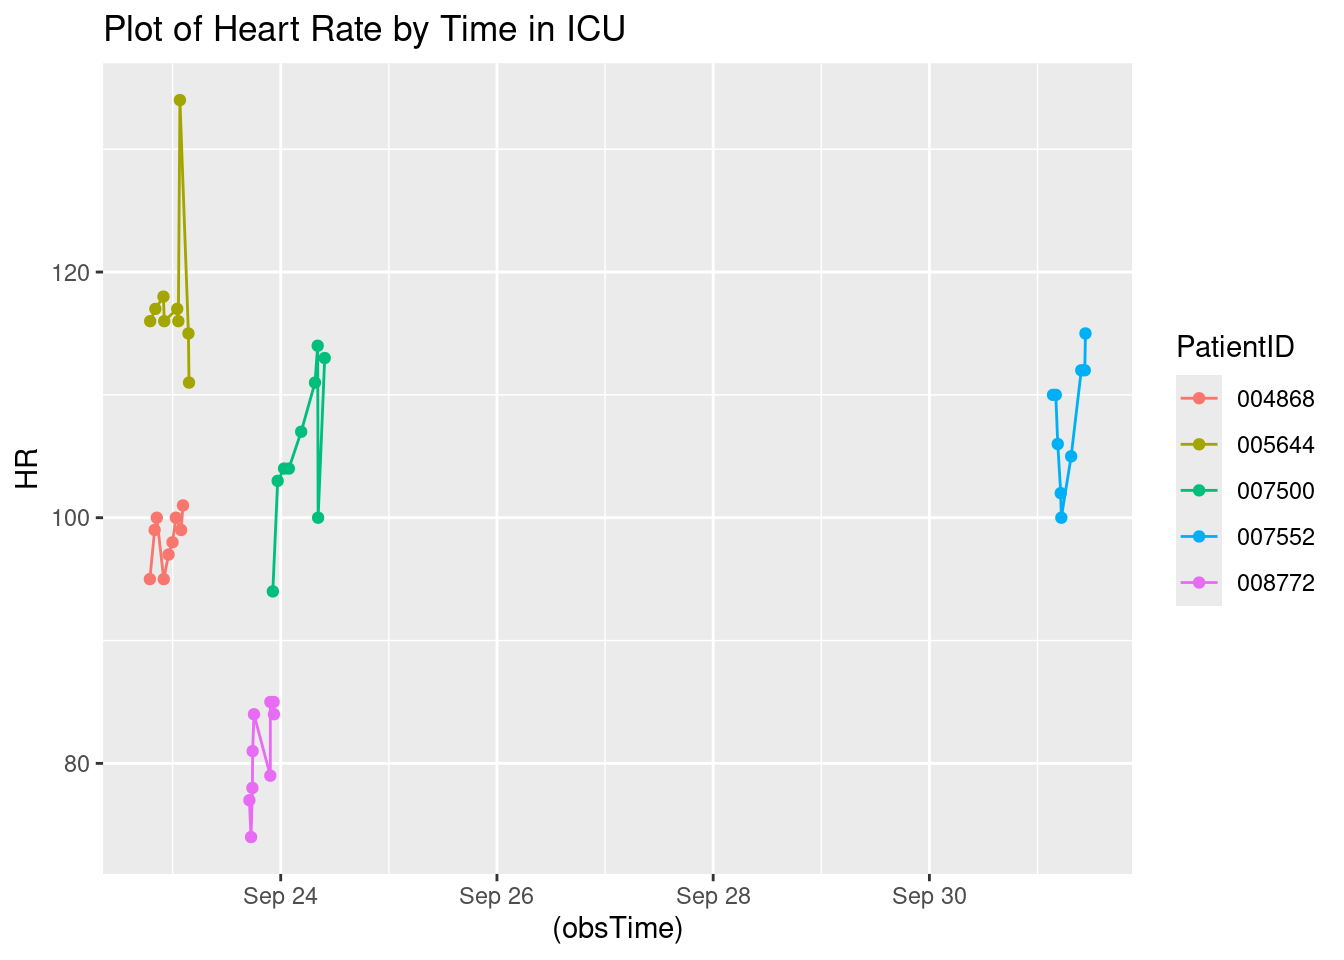 Plot of Heart Rate by Time in ICU
HR
120
100
80
Sep 24 Sep 26 Sep 28 Sep 30
(obsTime)
PatientID
004868
005644
007500
007552
008772